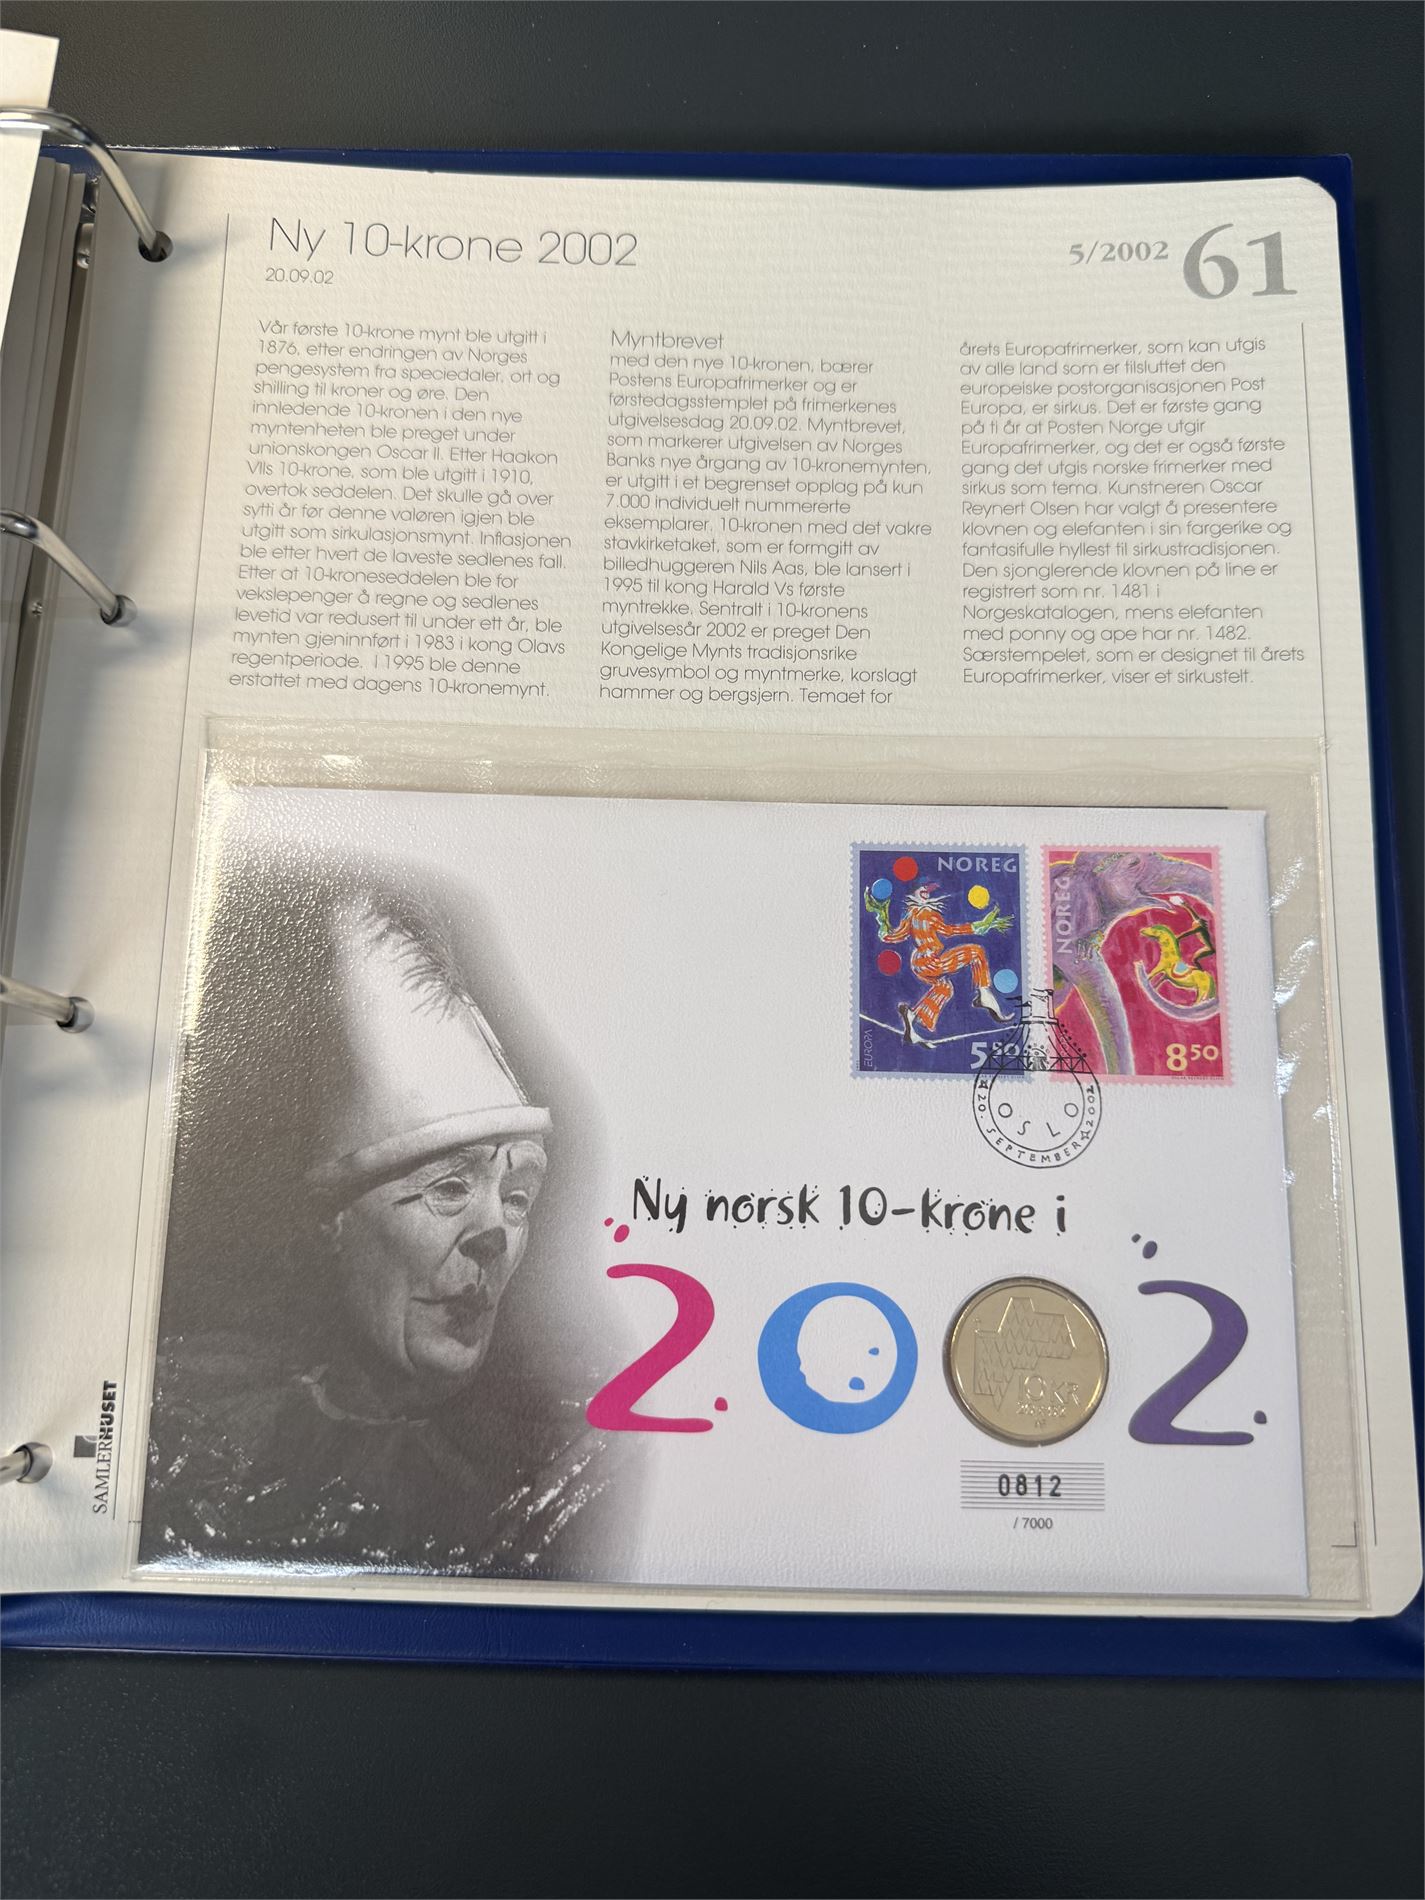 Ny 10-krone 2002
20.09.02
5/2002 61
Vår første 10-krone mynt ble utgitt i
1876, etter endringen av Norges
pengesystem fra speciedaler, ort og
shilling til kroner og øre. Den
innledende 10-kronen i den nye
myntenheten ble preget under
unionskongen Oscar II. Etter Haakon
VIIs 10-krone, som ble utgitt i 1910,
overtok seddelen. Det skulle gå over
sytti år før denne valøren igjen ble
utgitt som sirkulasjonsmynt. Inflasjonen
ble etter hvert de laveste sedlenes fall.
Etter at 10-kroneseddelen ble for
vekslepenger å regne og sedlenes
levetid var redusert til under ett år, ble
mynten gjeninnført i 1983 i kong Olavs
regentperiode. I 1995 ble denne
erstattet med dagens 10-kronemynt.
Myntbrevet
med den nye 10-kronen, bærer
Postens Europafrimerker og er
førstedagsstemplet på frimerkenes
utgivelsesdag 20.09.02. Myntbrevet,
som markerer utgivelsen av Norges
Banks nye årgang av 10-kronemynten,
er utgitt i et begrenset opplag på kun
7.000 individuelt nummererte
eksemplarer. 10-kronen med det vakre
stavkirketaket, som er formgitt av
billedhuggeren Nils Aas, ble lansert i
1995 til kong Harald Vs første
myntrekke. Sentralt i 10-kronens
utgivelsesår 2002 er preget Den
Kongelige Mynts tradisjonsrike
gruvesymbol og myntmerke, korslagt
hammer og bergsjern. Temaet for
årets Europafrimerker, som kan utgis
av alle land som er tilsluttet den
europeiske postorganisasjonen Post
Europa, er sirkus. Det er første gang
på ti år at Posten Norge utgir
Europafrimerker, og det er også første
gang det utgis norske frimerker med
sirkus som tema. Kunstneren Oscar
Reynert Olsen har valgt å presentere
klovnen og elefanten i sin fargerike og
fantasifulle hyllest til sirkustradisjonen.
Den sjonglerende klovnen på line er
registrert som nr. 1481 i
Norgeskatalogen, mens elefanten
med ponny og ape har nr. 1482.
Særstempelet, som er designet til årets
Europafrimerker, viser et sirkustelt.
NOREG
EUROPA
5 50
NOREG
8 50
OSLO
20. SEPTEMBER 2002
Ny norsk 10-krone i
2002
10 KR
0812
/ 7000
SAMLERHUSET